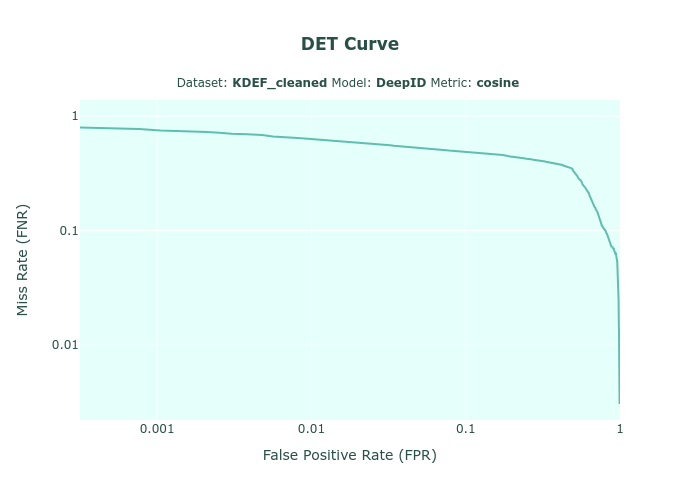 DET Curve
Dataset: KDEF_cleaned Model: DeepID Metric: cosine
1
0.1
0.01
Miss Rate (FNR)
0.001
0.01
0.1
1
False Positive Rate (FPR)